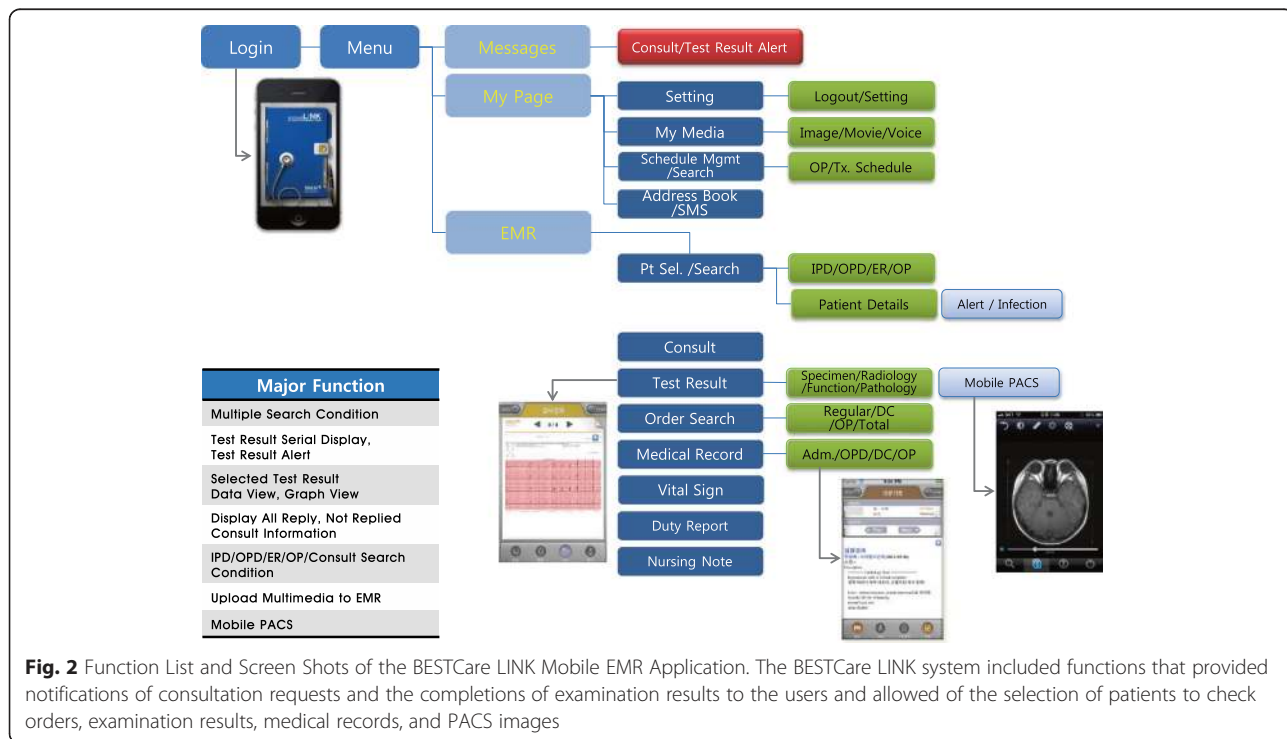 Login
Menu
Messages
Consult/Test Result Alert
My Page
Setting
Logout/Setting
My Media
Image/Movie/Voice
Schedule Mgmt
/Search
OP/Tx. Schedule
Address Book
/SMS
EMR
Pt Sel. /Search
IPD/OPD/ER/OP
Patient Details
Alert / Infection
Consult
Test Result
Specimen/Radiology
/Function/Pathology
Mobile PACS
Order Search
Regular/DC
/OP/Total
Medical Record
Adm./OPD/DC/OP
Vital Sign
Duty Report
Nursing Note
Major Function
Multiple Search Condition
Test Result Serial Display,
Test Result Alert
Selected Test Result
Data View, Graph View
Display All Reply, Not Replied
Consult Information
IPD/OPD/ER/OP/Consult Search
Condition
Upload Multimedia to EMR
Mobile PACS
Fig. 2 Function List and Screen Shots of the BESTCare LINK Mobile EMR Application. The BESTCare LINK system included functions that provided
notifications of consultation requests and the completions of examination results to the users and allowed of the selection of patients to check
orders, examination results, medical records, and PACS images